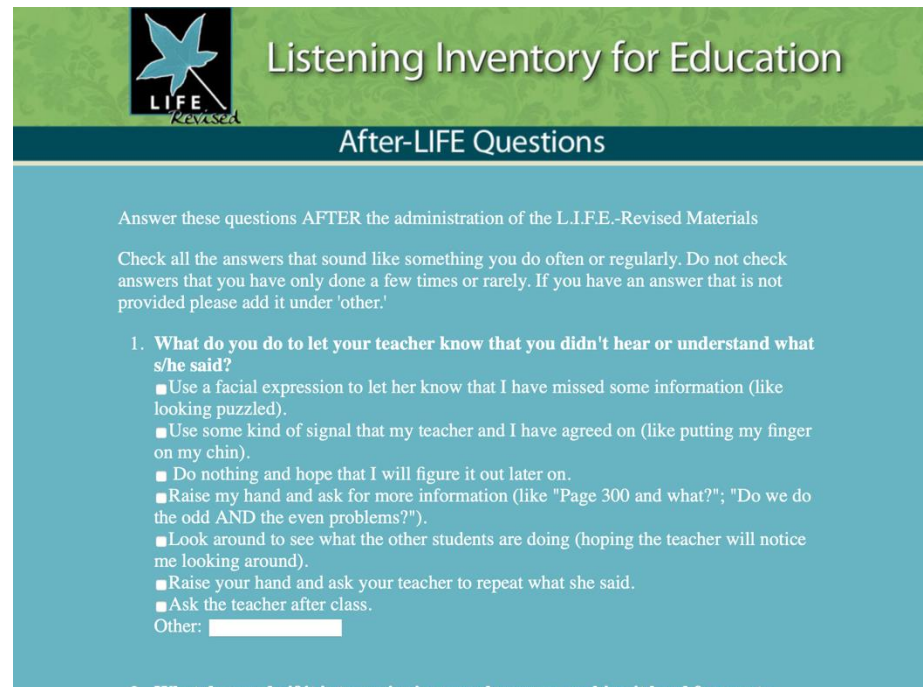 LIFE
Revised
Listening Inventory for Education
After-LIFE Questions
Answer these questions AFTER the administration of the L.I.F.E.-Revised Materials
Check all the answers that sound like something you do often or regularly. Do not check
answers that you have only done a few times or rarely. If you have an answer that is not
provided please add it under 'other.'
1. What do you do to let your teacher know that you didn't hear or understand what
s/he said?
Use a facial expression to let her know that I have missed some information (like
looking puzzled).
Use some kind of signal that my teacher and I have agreed on (like putting my finger
on my chin).
Do nothing and hope that I will figure it out later on.
Raise my hand and ask for more information (like "Page 300 and what?"; "Do we do
the odd AND the even problems?").
Look around to see what the other students are doing (hoping the teacher will notice
me looking around).
Raise your hand and ask your teacher to repeat what she said.
Ask the teacher after class.
Other: